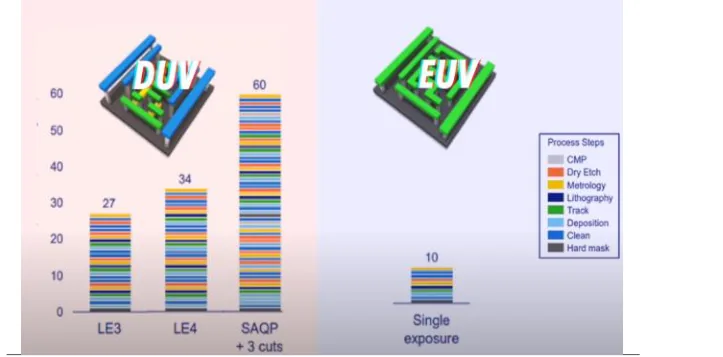 DUV
EUV
60
50
40
30
20
10
0
27
34
60
LE3
LE4
SAQP
+ 3 cuts
10
Single
exposure
Process Steps
CMP
Dry Etch
Metrology
Lithography
Track
Deposition
Clean
Hard mask